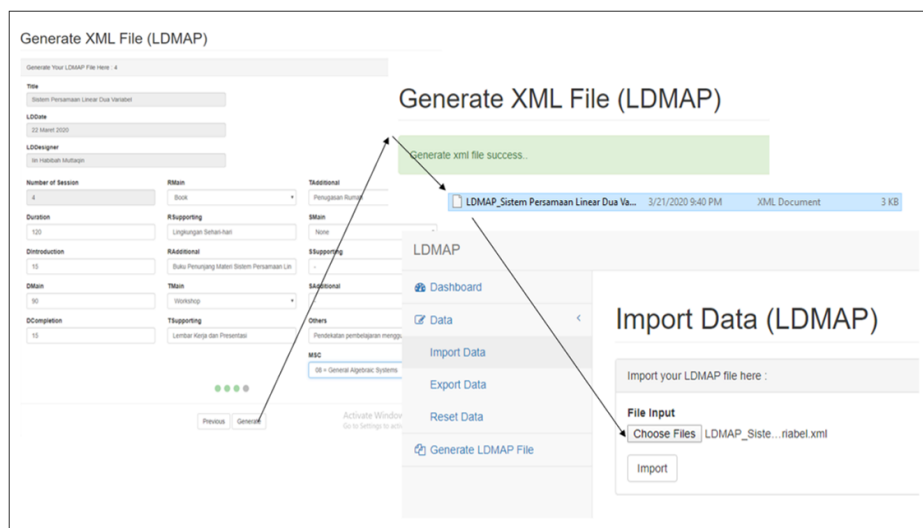 Generate XML File (LDMAP)
Generate Your LDMAP File Here : 4
Title
Sistem Persamaan Linear Dua Variabel
LDDate
22 Maret 2020
LDDesigner
Iin Habibah Muttaqin
Number of Session
4
Duration
120
DIntroduction
15
DMain
90
DCompletion
15
RMain
Book
RSupporting
Lingkungan Sehari-hari
RAdditional
Buku Penunjang Materi Sistem Persamaan Lin
TMain
Workshop
TSupporting
Lembar Kerja dan Presentasi
TAdditional
Penugasan Rumah
SMain
None
SSupporting
-
SAdditional
Others
Pendekatan pembelajaran menggu
MSC
08 = General Algebraic Systems
Previous
Generate
Activate Window
Go to Settings to acti
Generate XML File (LDMAP)
Generate xml file success..
LDMAP_Sistem Persamaan Linear Dua Va... 3/21/2020 9:40 PM XML Document 3 KB
LDMAP
Dashboard
Data <
Import Data
Export Data
Reset Data
Generate LDMAP File
Import Data (LDMAP)
Import your LDMAP file here :
File Input
Choose Files LDMAP_Siste...riabel.xml
Import